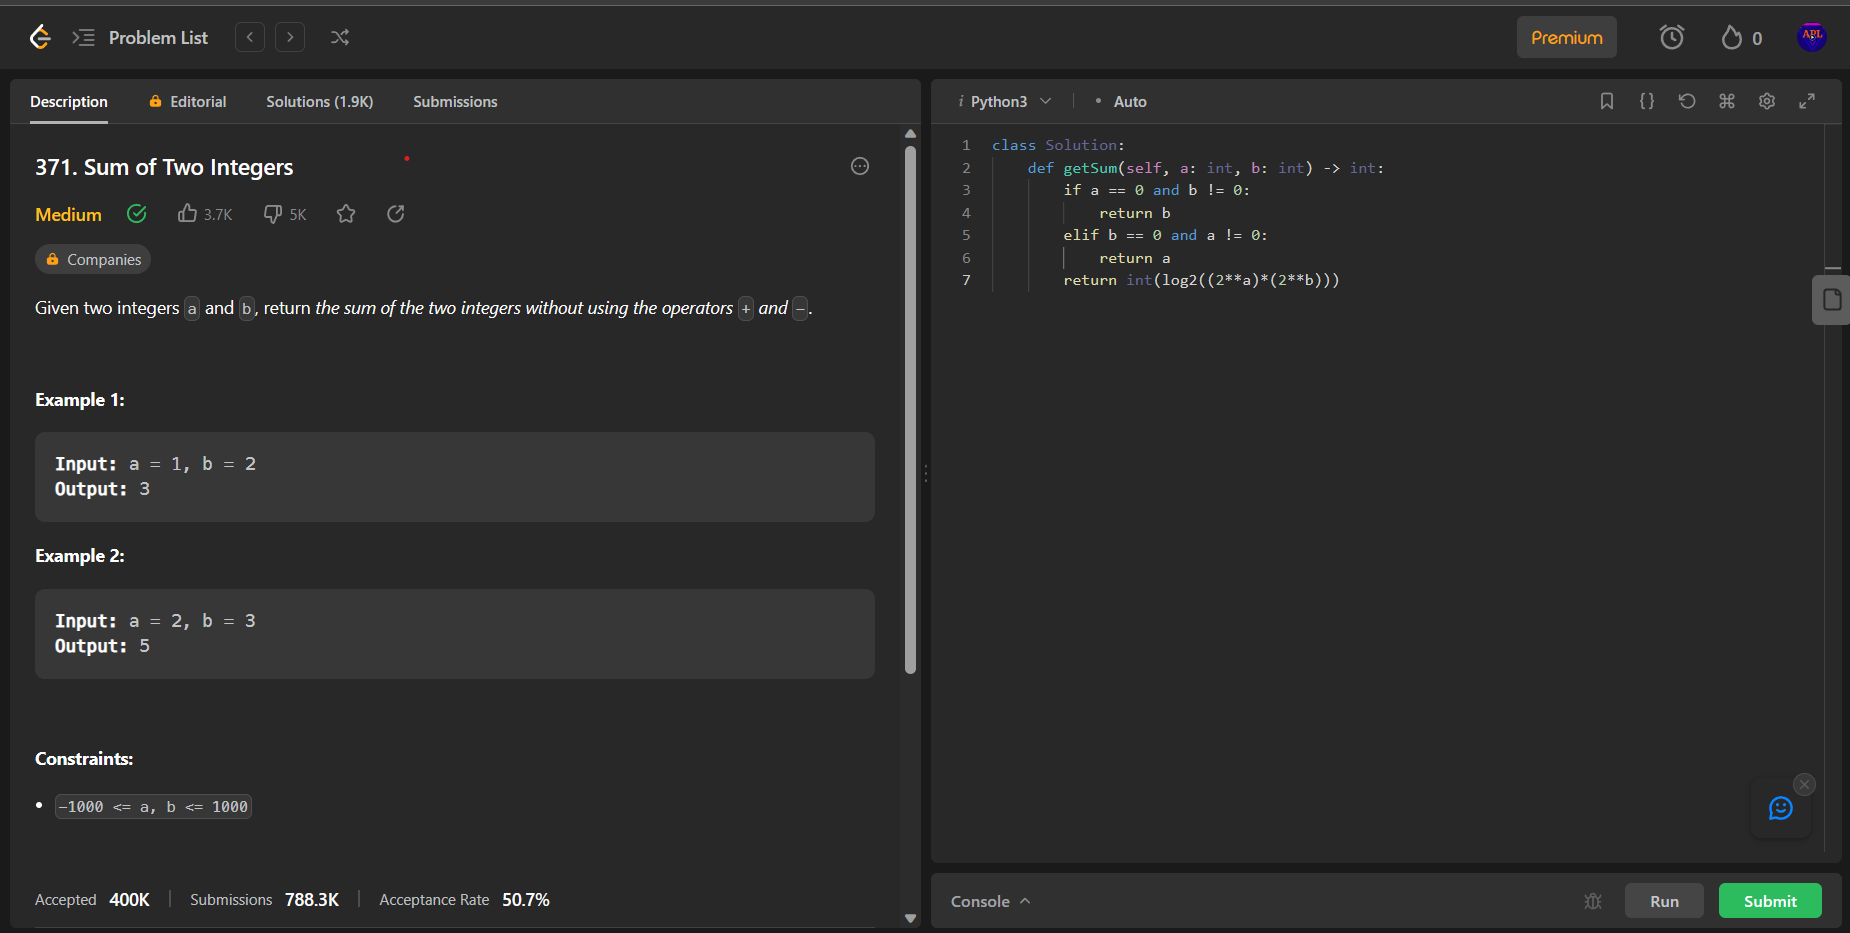 Problem List
Premium
0
APL
Description
Editorial
Solutions (1.9K)
Submissions
371. Sum of Two Integers
Medium
3.7K
5K
Companies
Given two integers a and b, return the sum of the two integers without using the operators + and -.
Example 1:
Input: a = 1, b = 2
Output: 3
Example 2:
Input: a = 2, b = 3
Output: 5
Constraints:
• -1000 <= a, b <= 1000
Accepted 400K | Submissions 788.3K | Acceptance Rate 50.7%
i Python3
• Auto
1 class Solution:
2     def getSum(self, a: int, b: int) -> int:
3         if a == 0 and b != 0:
4             return b
5         elif b == 0 and a != 0:
6             return a
7         return int(log2((2**a)*(2**b)))
Console
Run
Submit